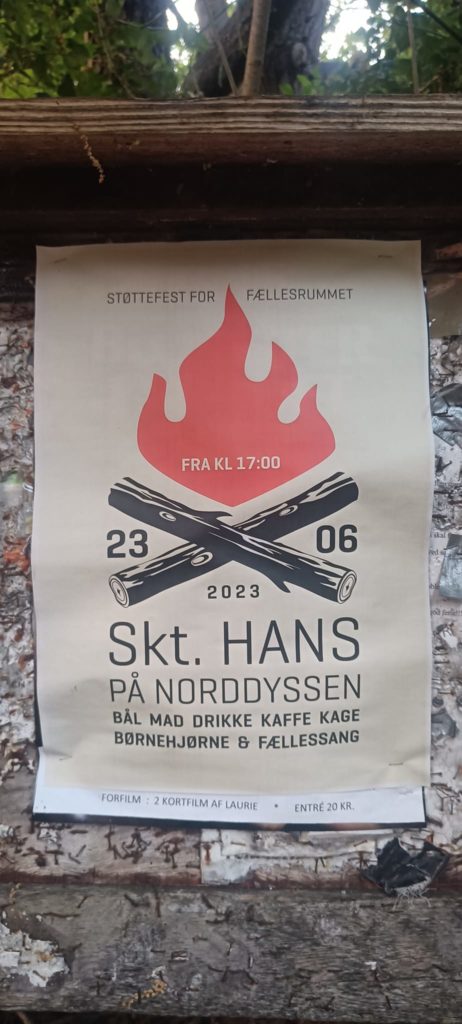 STØTTEFEST FOR FÆLLESRUMMET
FRA KL 17:00
23 06
2023
Skt. HANS
PÅ NORDDYSSEN
BÅL MAD DRIKKE KAFFE KAGE
BØRNEHJØRNE & FÆLLESSANG
FORFILM : 2 KORTFILM AF LAURIE * ENTRÉ 20 KR.